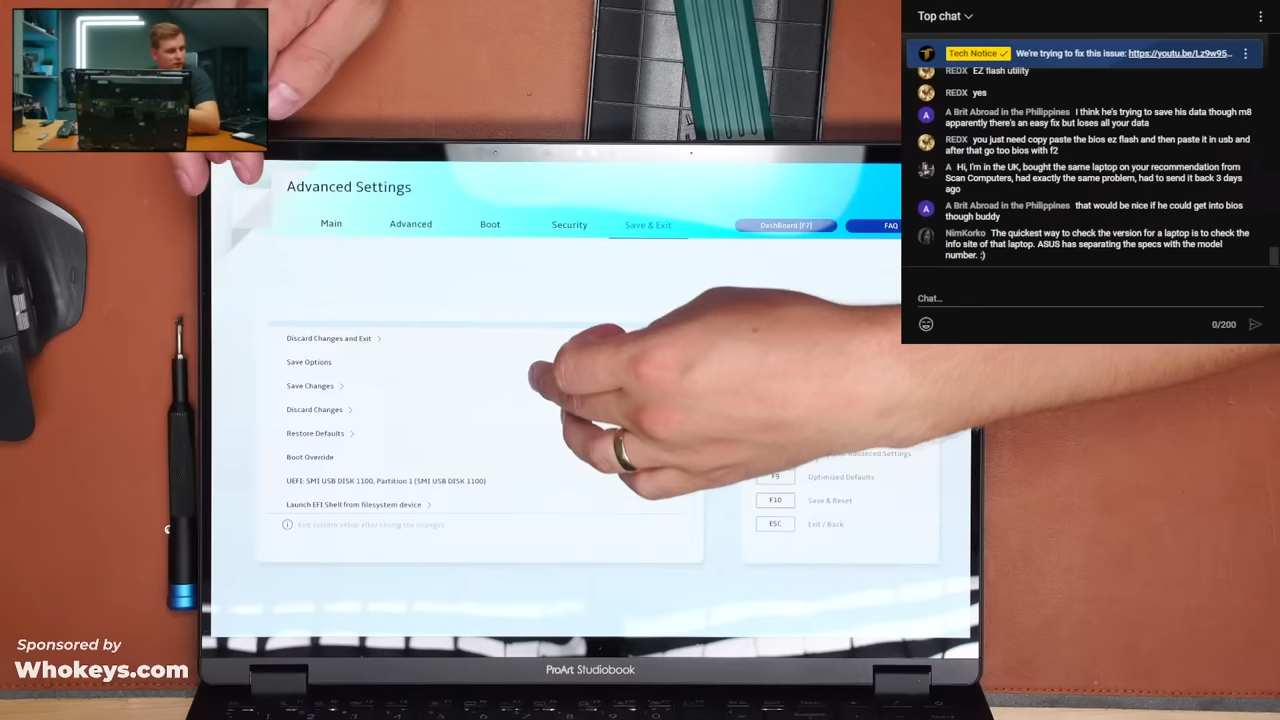 Top chat
Tech Notice ✓ We're trying to fix this issue: https://youtu.be/Lz9w95...
REDX EZ flash utility
REDX yes
A Brit Abroad in the Philippines I think he's trying to save his data though m8
apparently there's an easy fix but loses all your data
REDX you just need copy paste the bios ez flash and then paste it in usb and
after that go too bios with f2
A Hi, I'm in the UK, bought the same laptop on your recommendation from
Scan Computers, had exactly the same problem, had to send it back 3 days
ago
A Brit Abroad in the Philippines that would be nice if he could get into bios
though buddy
NimKorko The quickest way to check the version for a laptop is to check the
info site of that laptop. ASUS has separating the specs with the model
number. :)
Chat...
0/200
Advanced Settings
Main Advanced Boot Security Save & Exit DashBoard [F7] FAQ
Discard Changes and Exit
Save Options
Save Changes
Discard Changes
Restore Defaults
Boot Override
UEFI: SMI USB DISK 1100, Partition 1 (SMI USB DISK 1100)
Launch EFI Shell from filesystem device
Exit system setup after saving the changes
Advanced Settings
F9 Optimized Defaults
F10 Save & Reset
ESC Exit / Back
ProArt Studiobook
Sponsored by
Whokeys.com